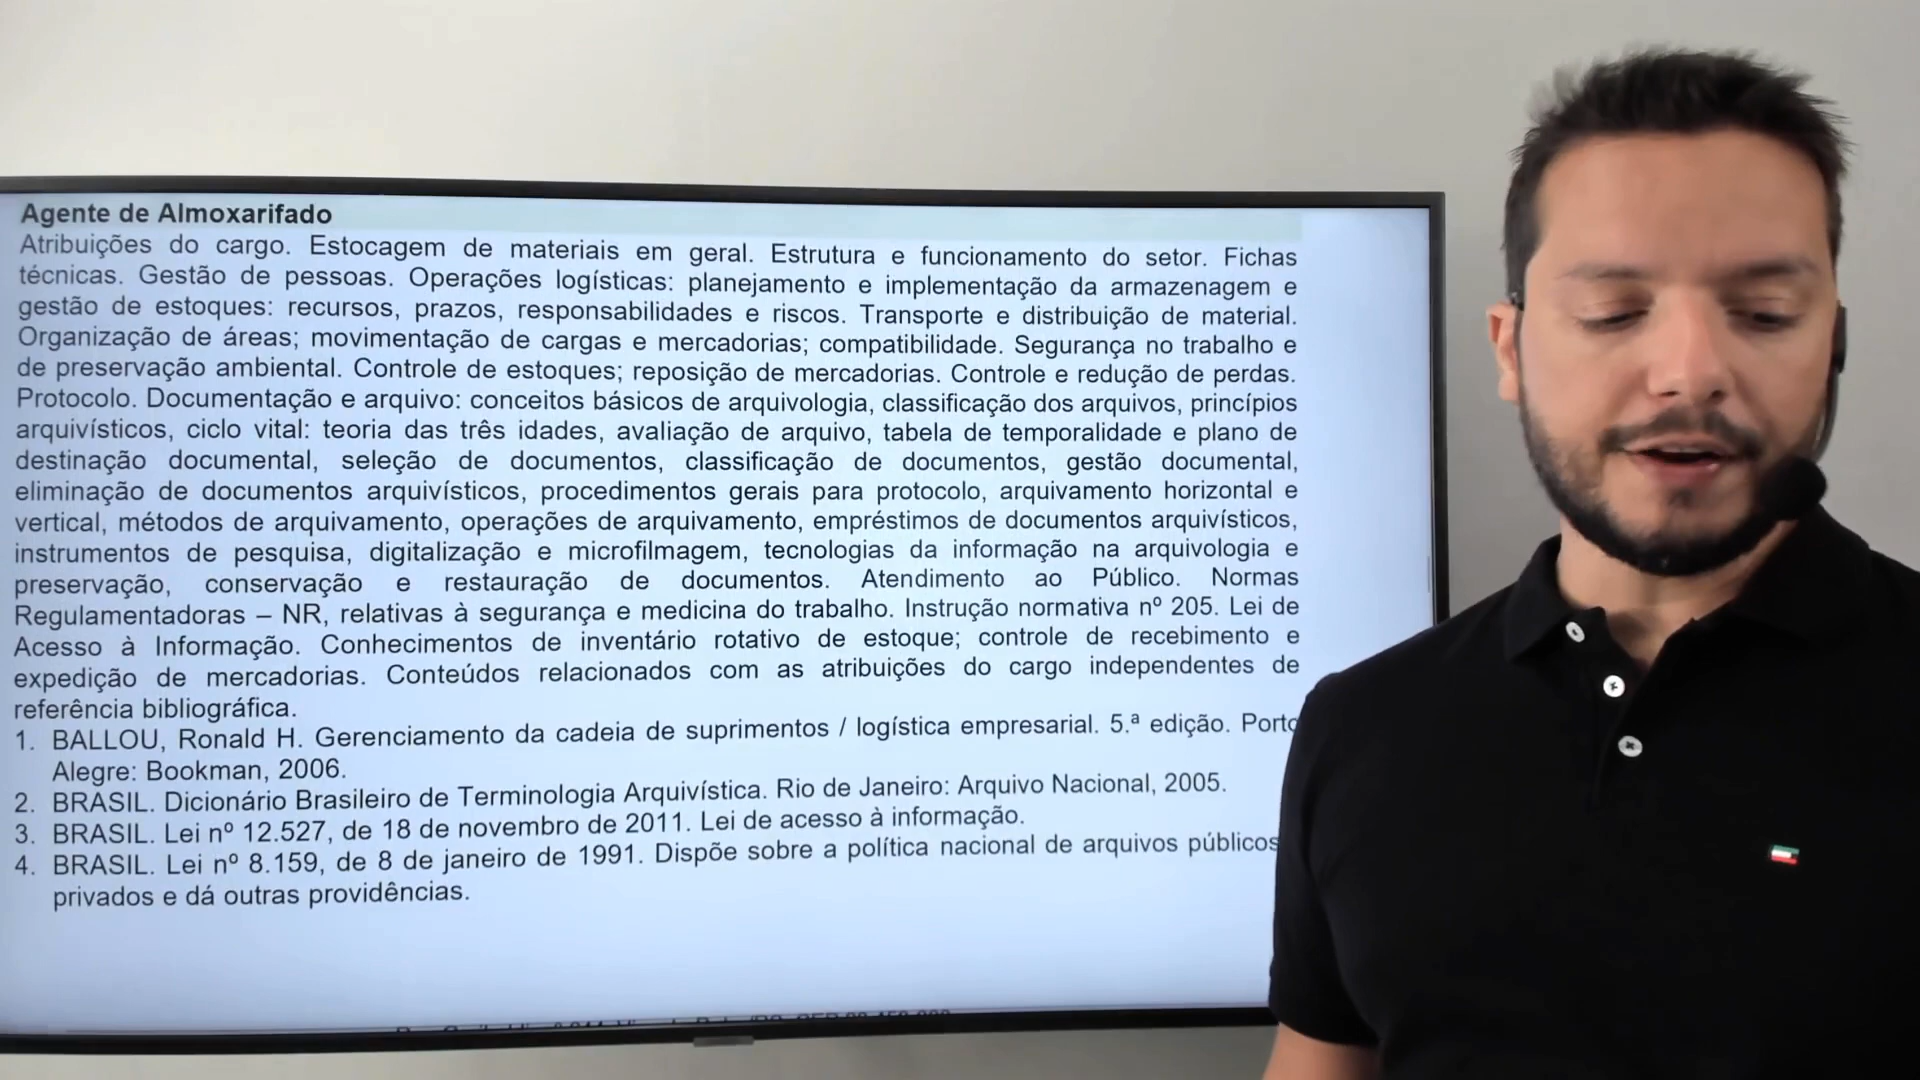 Agente de Almoxarifado
Atribuições do cargo. Estocagem de materiais em geral. Estrutura e funcionamento do setor. Fichas
técnicas. Gestão de pessoas. Operações logísticas: planejamento e implementação da armazenagem e
gestão de estoques: recursos, prazos, responsabilidades e riscos. Transporte e distribuição de material.
Organização de áreas; movimentação de cargas e mercadorias; compatibilidade. Segurança no trabalho e
de preservação ambiental. Controle de estoques; reposição de mercadorias. Controle e redução de perdas.
Protocolo. Documentação e arquivo: conceitos básicos de arquivologia, classificação dos arquivos, princípios
arquivísticos, ciclo vital: teoria das três idades, avaliação de arquivo, tabela de temporalidade e plano de
destinação documental, seleção de documentos, classificação de documentos, gestão documental,
eliminação de documentos arquivísticos, procedimentos gerais para protocolo, arquivamento horizontal e
vertical, métodos de arquivamento, operações de arquivamento, empréstimos de documentos arquivísticos,
instrumentos de pesquisa, digitalização e microfilmagem, tecnologias da informação na arquivologia e
preservação, conservação e restauração de documentos. Atendimento ao Público. Normas
Regulamentadoras – NR, relativas à segurança e medicina do trabalho. Instrução normativa nº 205. Lei de
Acesso à Informação. Conhecimentos de inventário rotativo de estoque; controle de recebimento e
expedição de mercadorias. Conteúdos relacionados com as atribuições do cargo independentes de
referência bibliográfica.
1. BALLOU, Ronald H. Gerenciamento da cadeia de suprimentos / logística empresarial. 5.ª edição. Porto
Alegre: Bookman, 2006.
2. BRASIL. Dicionário Brasileiro de Terminologia Arquivística. Rio de Janeiro: Arquivo Nacional, 2005.
3. BRASIL. Lei nº 12.527, de 18 de novembro de 2011. Lei de acesso à informação.
4. BRASIL. Lei nº 8.159, de 8 de janeiro de 1991. Dispõe sobre a política nacional de arquivos públicos
privados e dá outras providências.